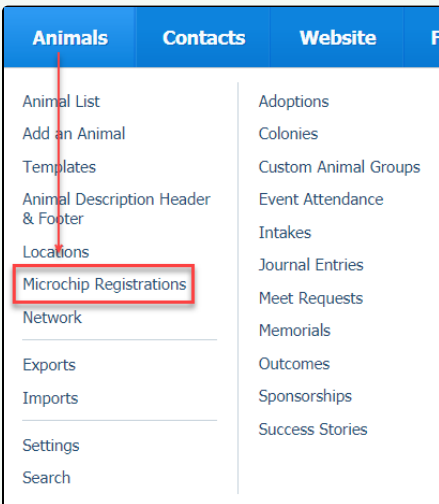 Animals Contacts Website F
Animal List
Add an Animal
Templates
Animal Description Header
& Footer
Locations
Microchip Registrations
Network
Exports
Imports
Settings
Search
Adoptions
Colonies
Custom Animal Groups
Event Attendance
Intakes
Journal Entries
Meet Requests
Memorials
Outcomes
Sponsorships
Success Stories